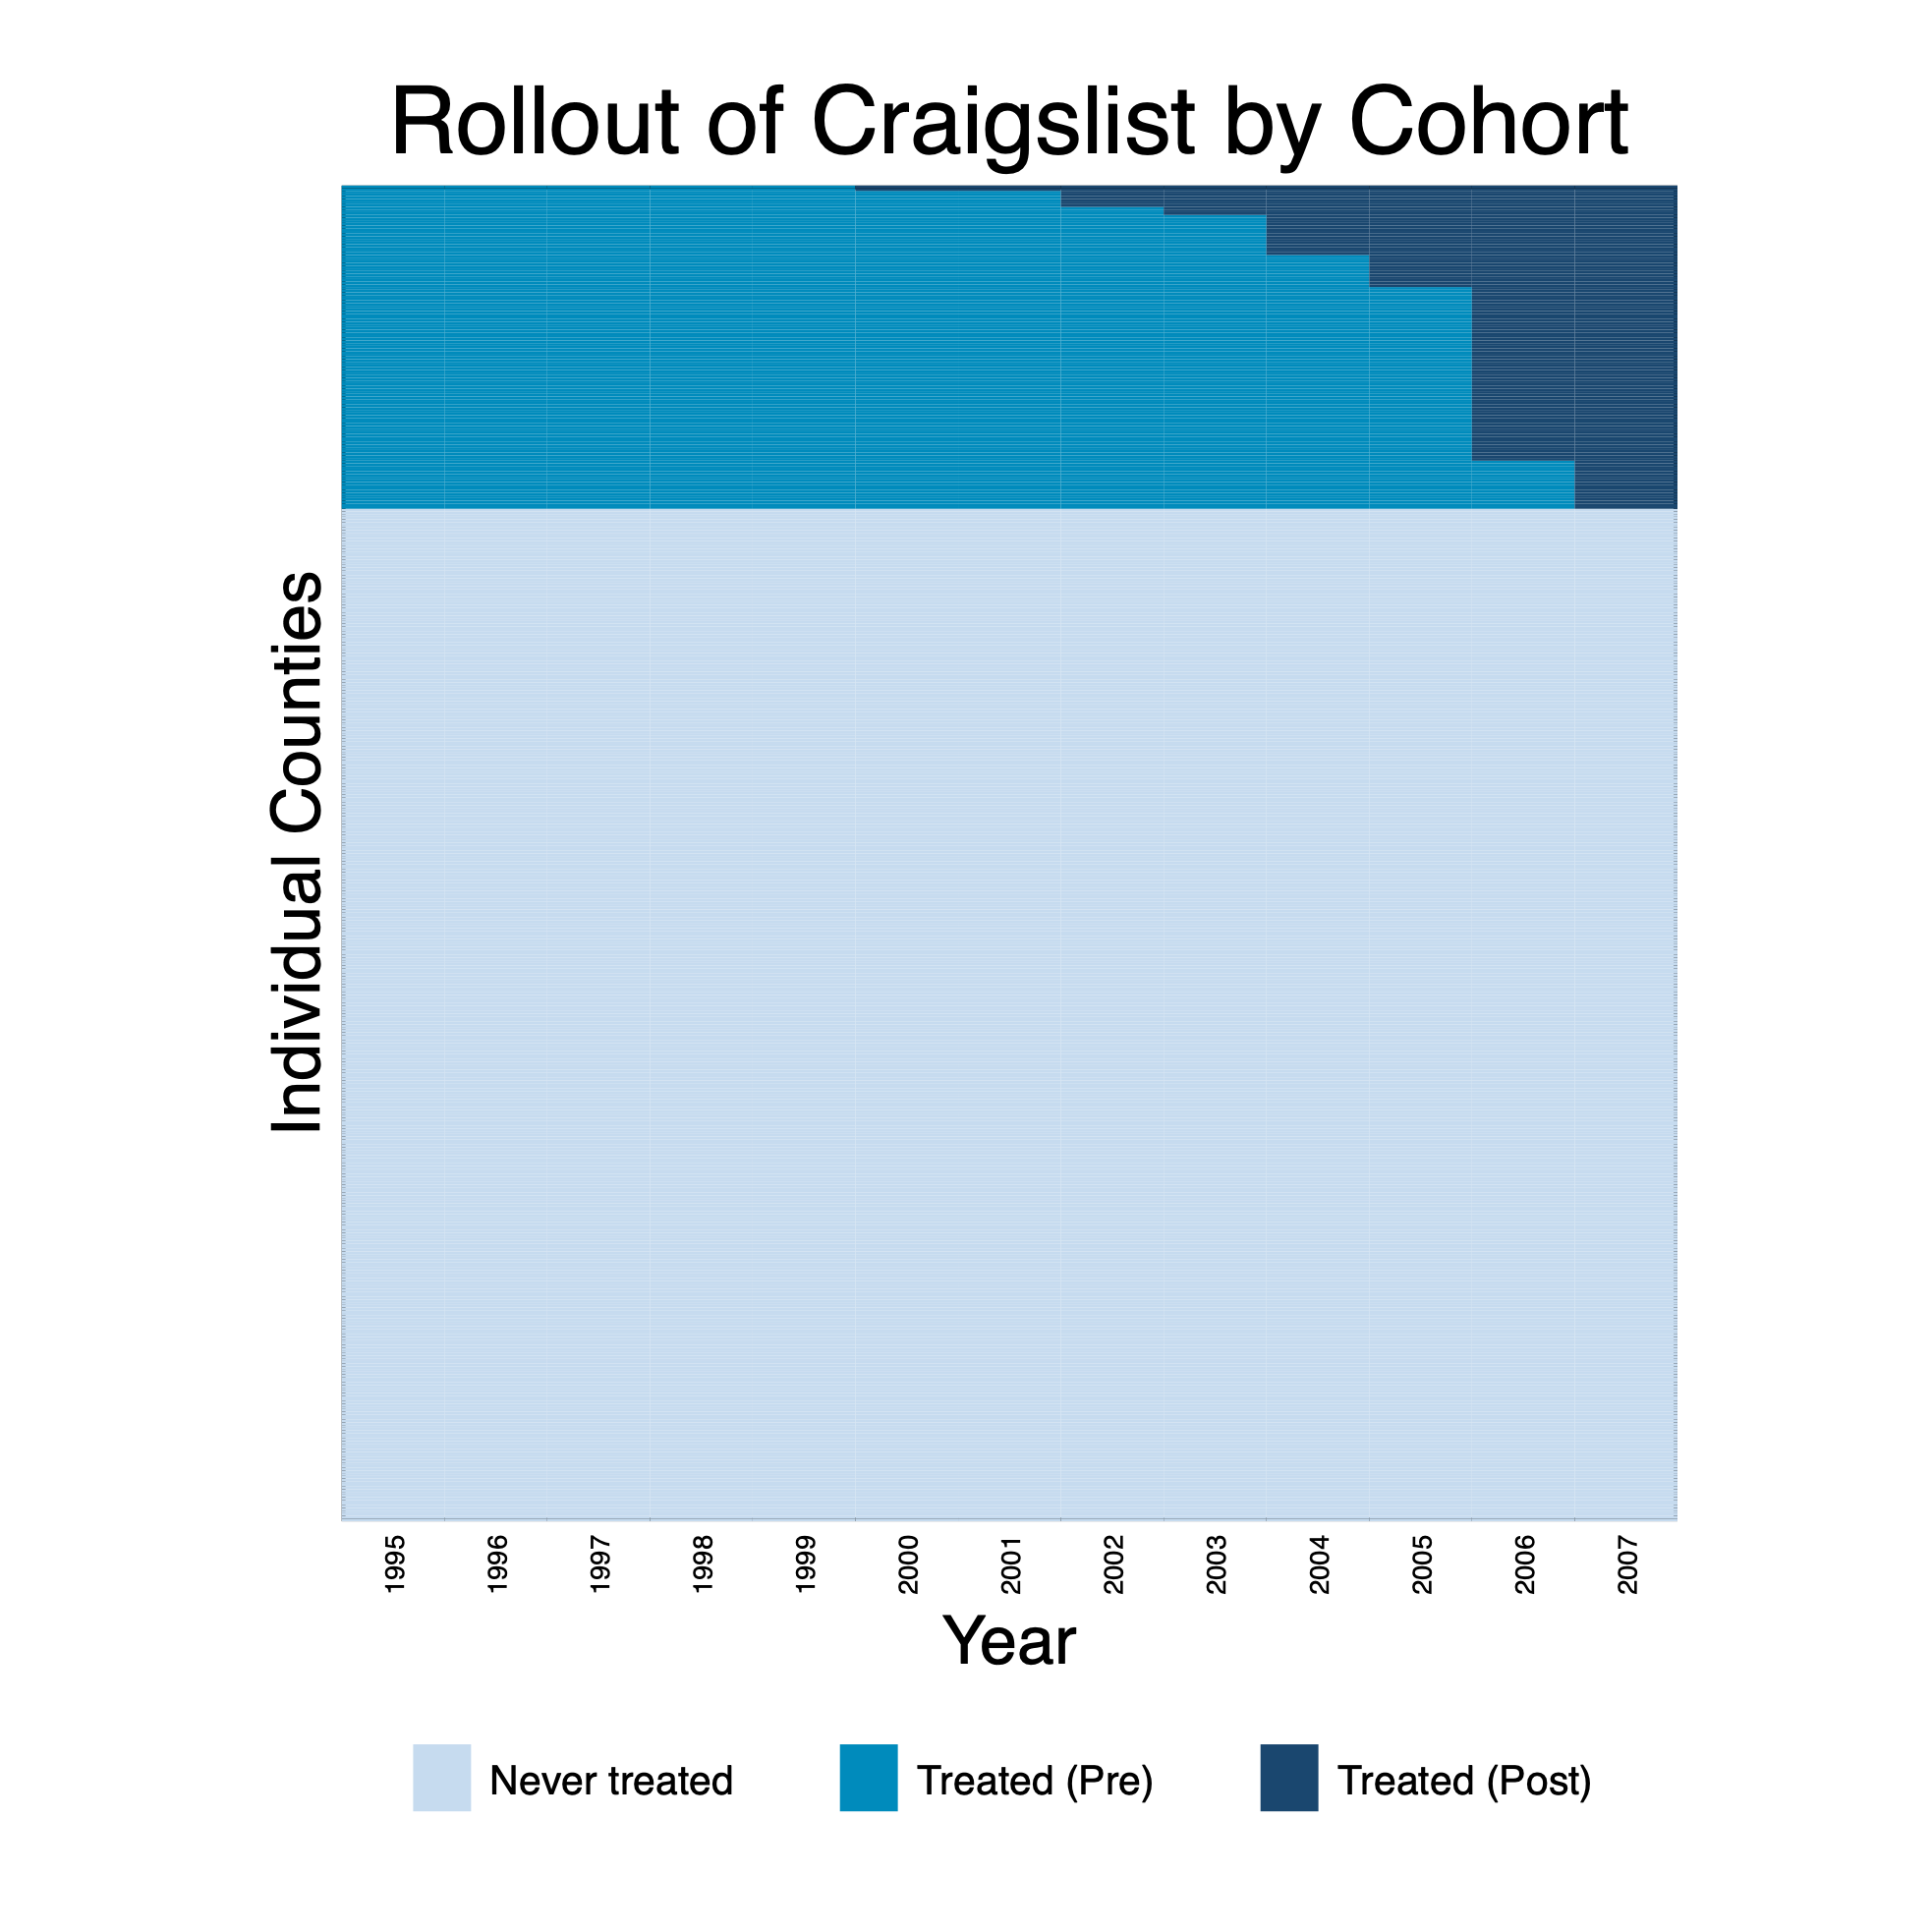 Rollout of Craigslist by Cohort
Individual Counties
1995
1996
1997
1998
1999
2000
2001
2002
2003
2004
2005
2006
2007
Year
Never treated
Treated (Pre)
Treated (Post)